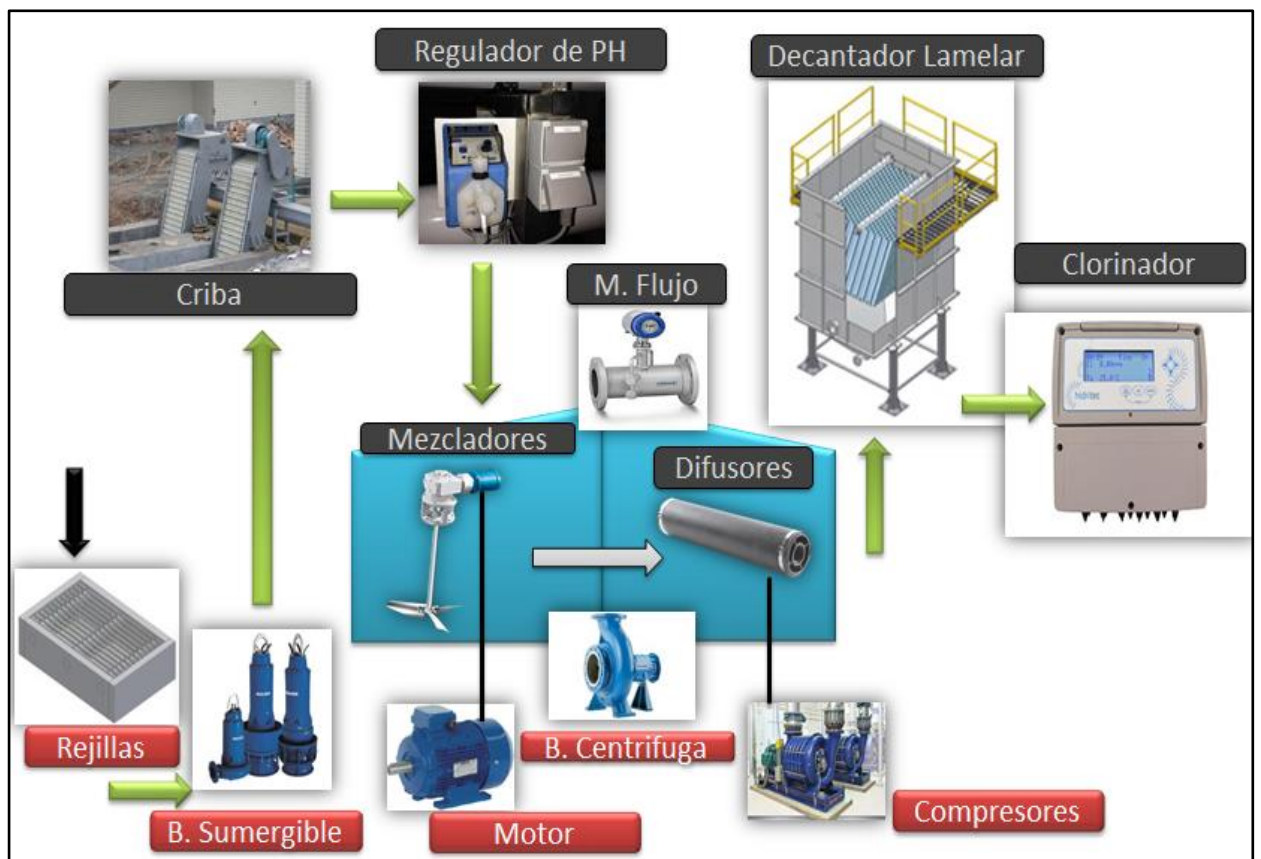 Regulador de PH
Decantador Lamelar
Criba
M. Flujo
Clorinador
Mezcladores
Difusores
Rejillas
B. Sumergible
Motor
B. Centrifuga
Compresores